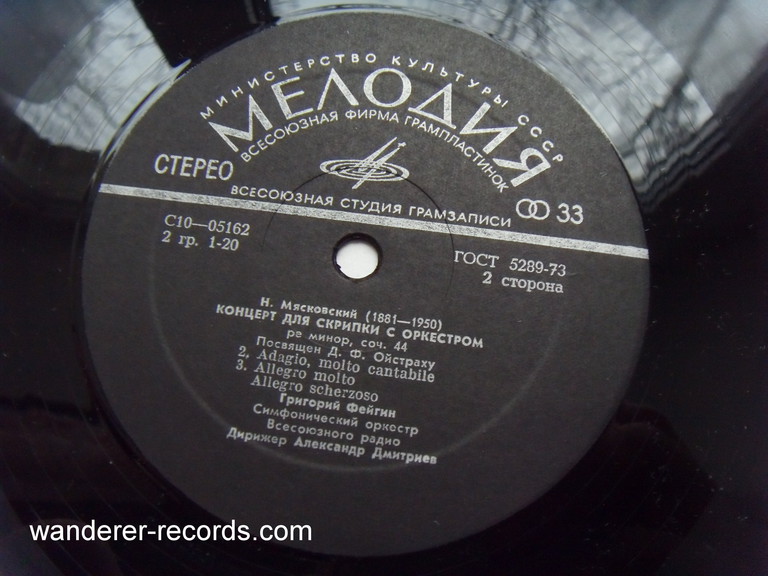 МИНИСТЕРСТВО КУЛЬТУРЫ СССР
МЕЛОДИЯ
ВСЕСОЮЗНАЯ ФИРМА ГРАМПЛАСТИНОК
СТЕРЕО
33
ВСЕСОЮЗНАЯ СТУДИЯ ГРАМЗАПИСИ
С10—05162
2 гр. 1-20
ГОСТ 5289-73
2 сторона
Н. Мясковский (1881—1950)
КОНЦЕРТ ДЛЯ СКРИПКИ С ОРКЕСТРОМ
ре минор, соч. 44
Посвящен Д. Ф. Ойстраху
2. Adagio, molto cantabile
3. Allegro molto
Allegro scherzoso
Григорий Фейгин
Симфонический оркестр
Всесоюзного радио
Дирижер Александр Дмитриев
wanderer-records.com